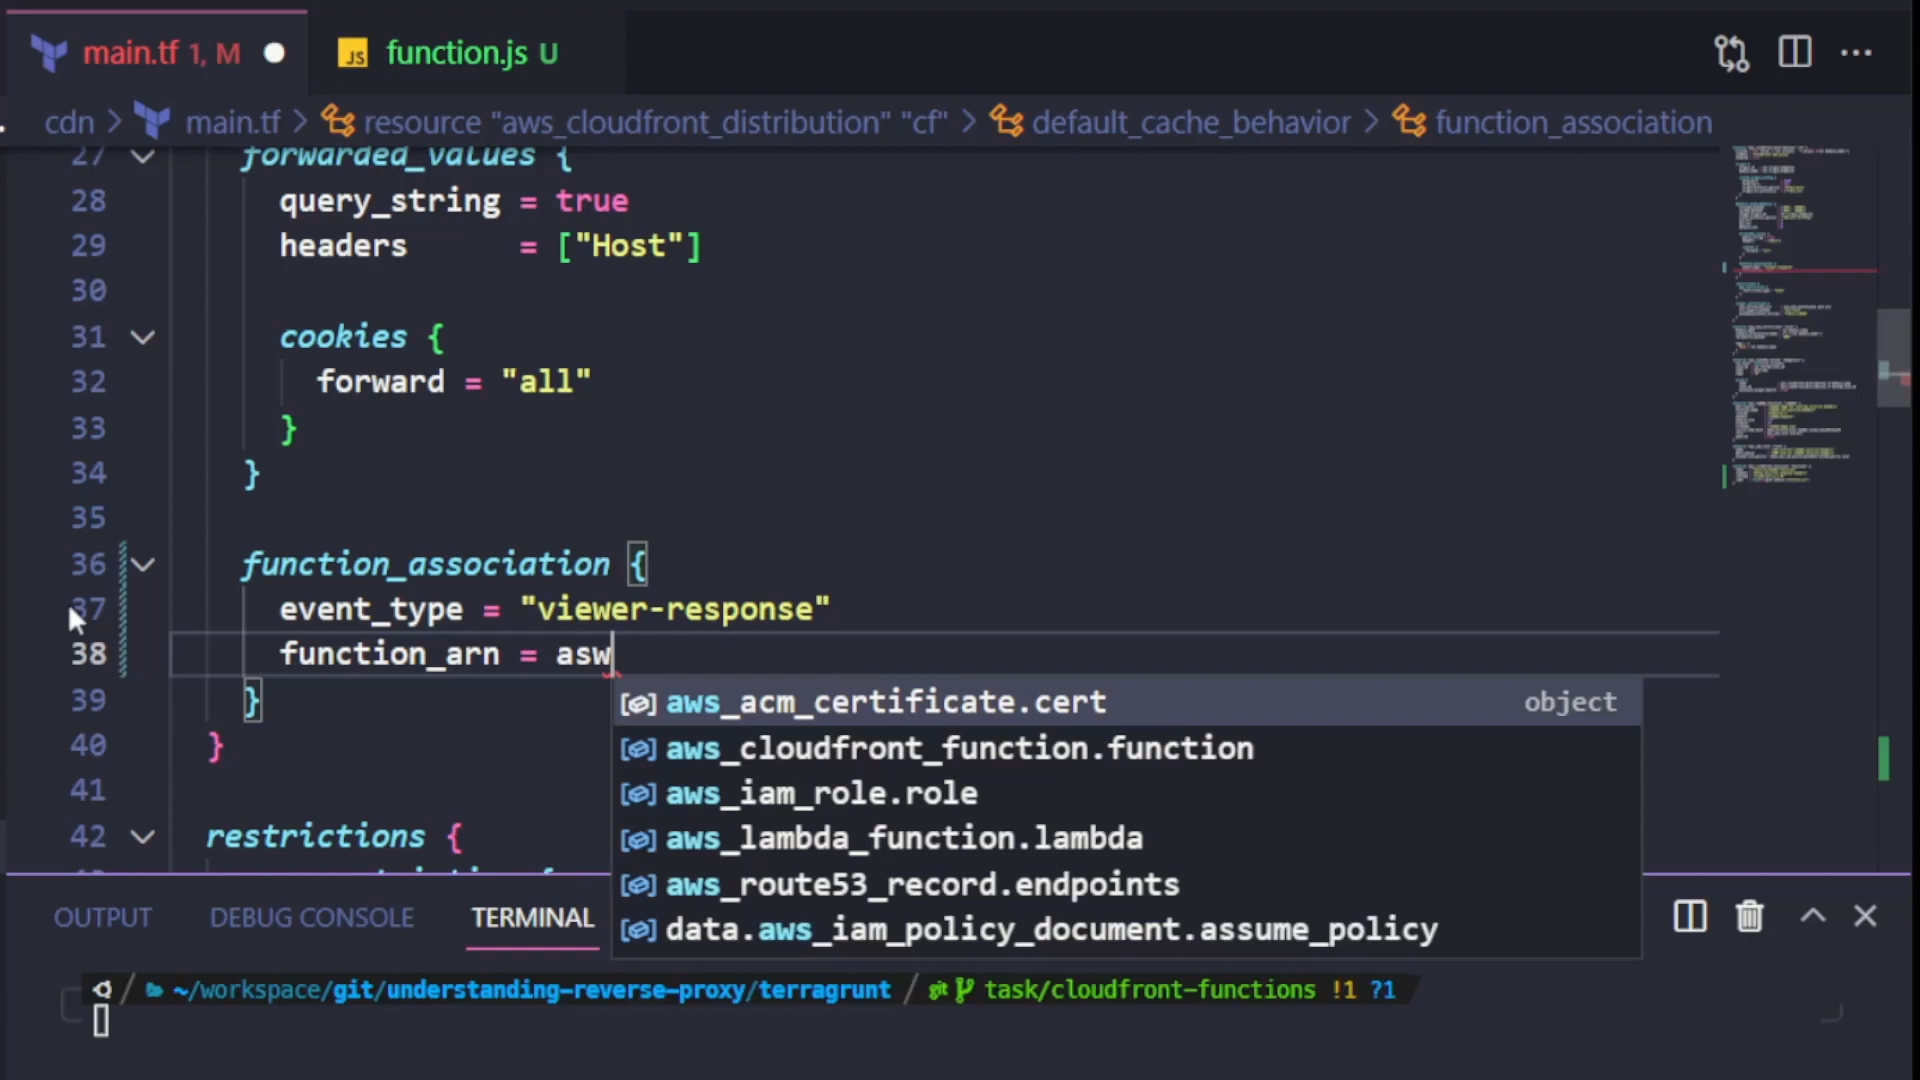 main.tf 1, M
JS function.js U
cdn > main.tf > resource "aws_cloudfront_distribution" "cf" > default_cache_behavior > function_association
27 forwarded_values {
28 query_string = true
29 headers = ["Host"]
30
31 cookies {
32 forward = "all"
33 }
34 }
35
36 function_association {
37 event_type = "viewer-response"
38 function_arn = asw
39 }
40 }
41
42 restrictions {
aws_acm_certificate.cert object
aws_cloudfront_function.function
aws_iam_role.role
aws_lambda_function.lambda
aws_route53_record.endpoints
data.aws_iam_policy_document.assume_policy
OUTPUT DEBUG CONSOLE TERMINAL
/ ~/workspace/git/understanding-reverse-proxy/terragrunt / git task/cloudfront-functions !1 ?1